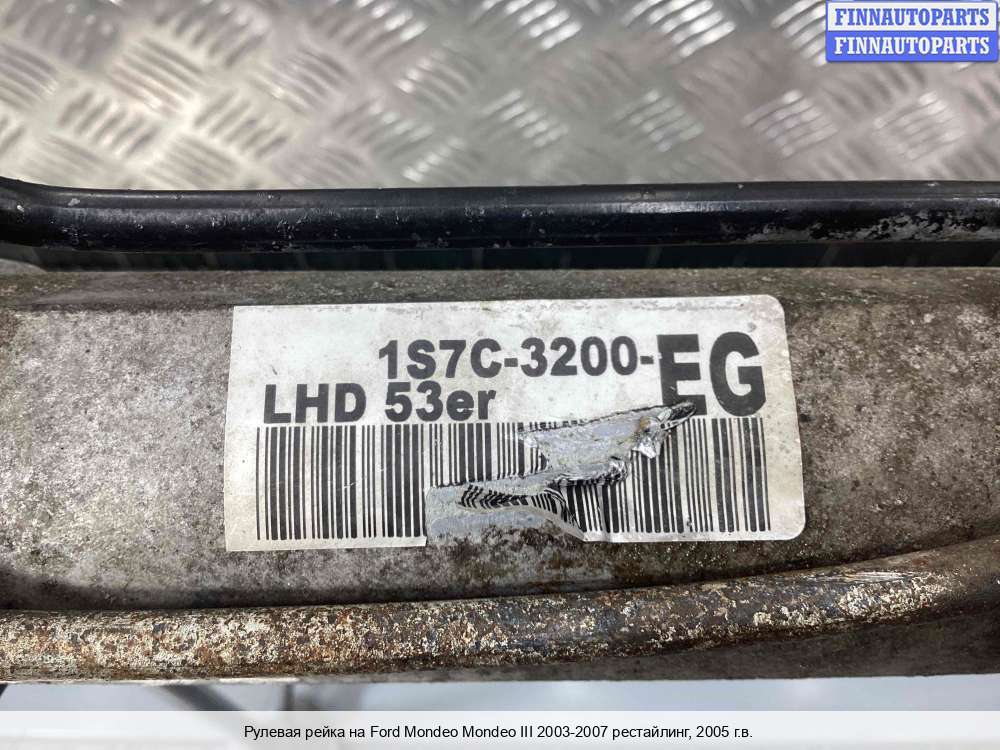 FINNAUTOPARTS
FINNAUTOPARTS
1S7C-3200-EG
LHD 53er
Рулевая рейка на Ford Mondeo Mondeo III 2003-2007 рестайлинг, 2005 г.в.